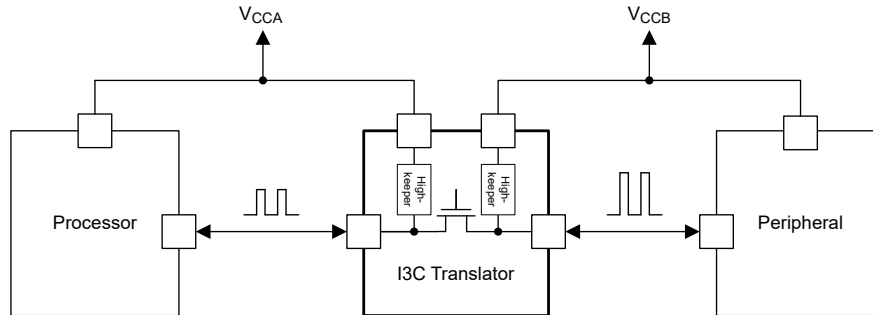 VCCA
VCCB
High-
keeper
High-
keeper
Processor
Peripheral
I3C Translator